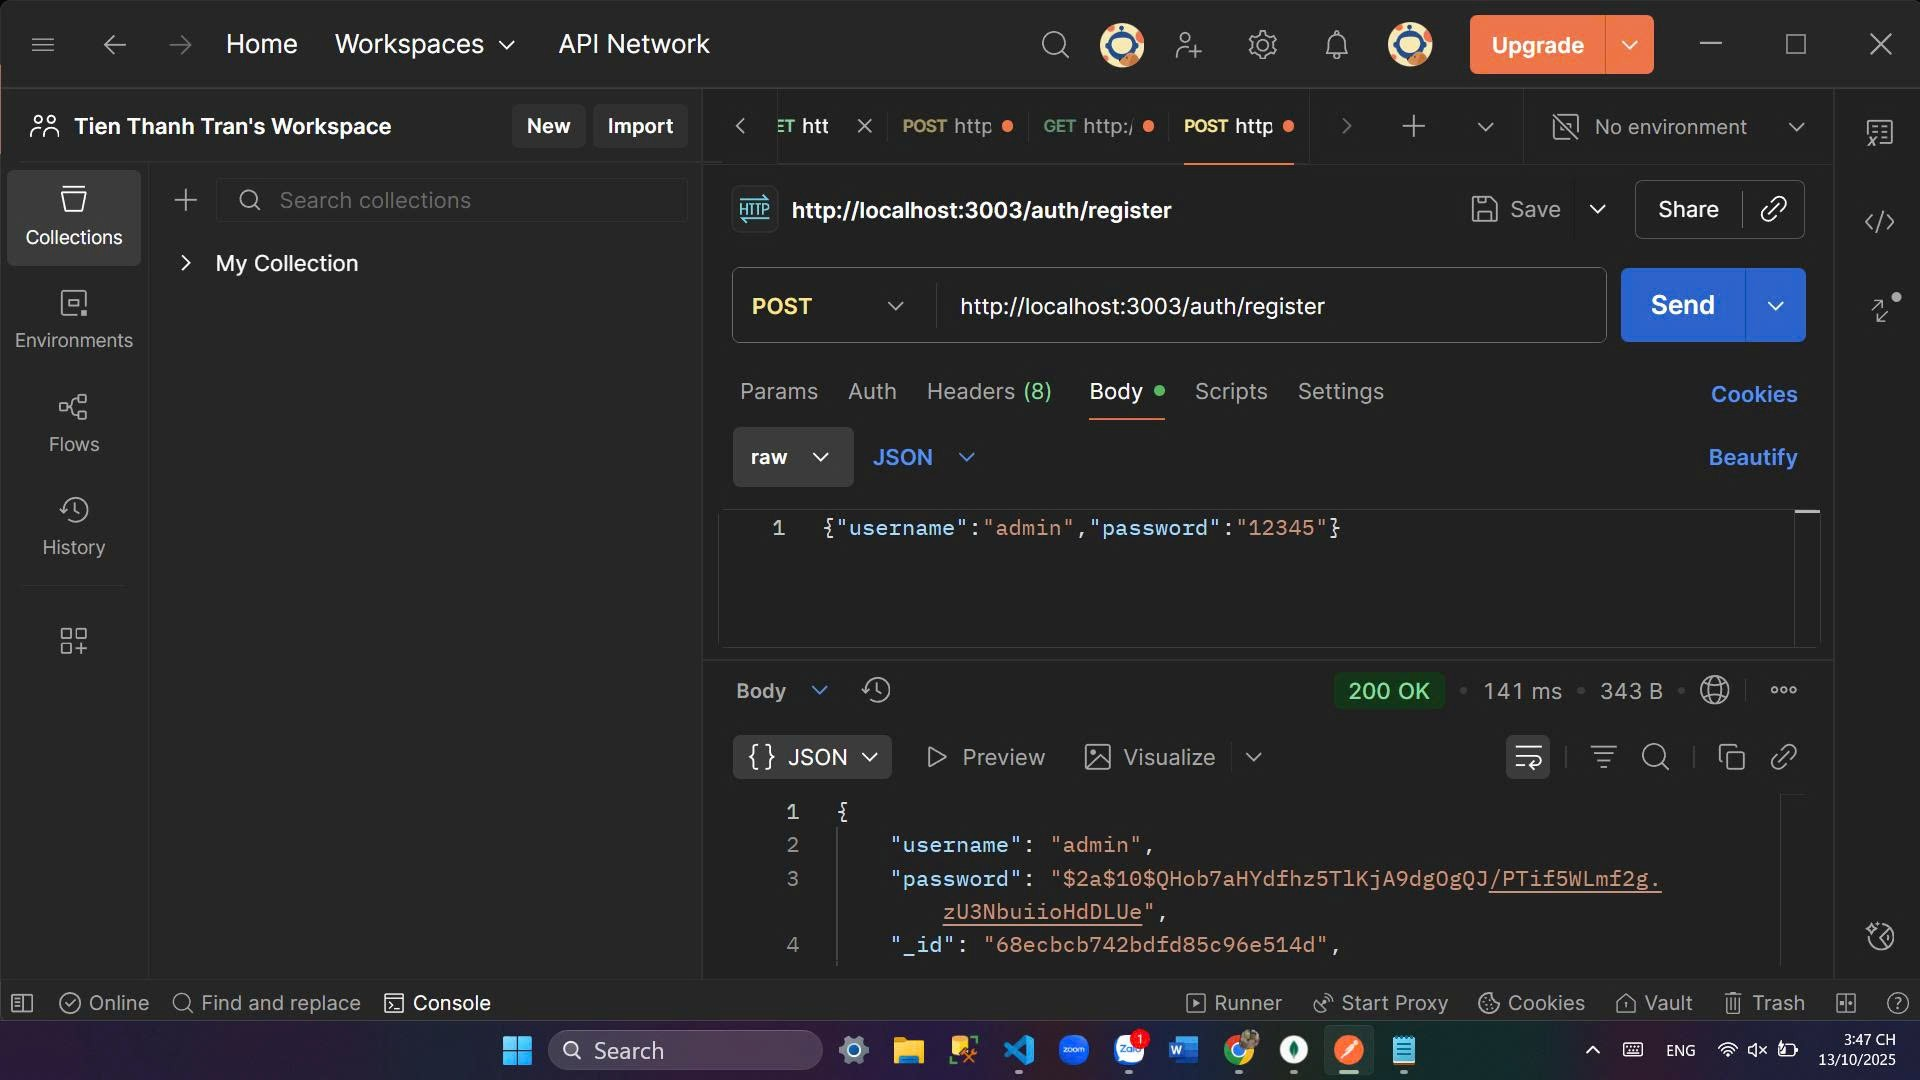 Home Workspaces API Network Upgrade
Tien Thanh Tran's Workspace New Import
ET htt POST http GET http:/ POST http No environment
Collections
Search collections
My Collection
Environments
Flows
History
HTTP http://localhost:3003/auth/register Save Share
POST http://localhost:3003/auth/register Send
Params Auth Headers (8) Body Scripts Settings Cookies
raw JSON Beautify
1 {"username":"admin","password":"12345"}
Body 200 OK 141 ms 343 B
{} JSON Preview Visualize
1 {
2 "username": "admin",
3 "password": "$2a$10$QHob7aHYdfhz5TlKjA9dgOgQJ/PTif5WLmf2g.
zU3NbuiioHdDLUe",
4 "_id": "68ecbcb742bdfd85c96e514d",
Online Find and replace Console Runner Start Proxy Cookies Vault Trash
Search zoom Zalo 1 W ENG 3:47 CH
13/10/2025